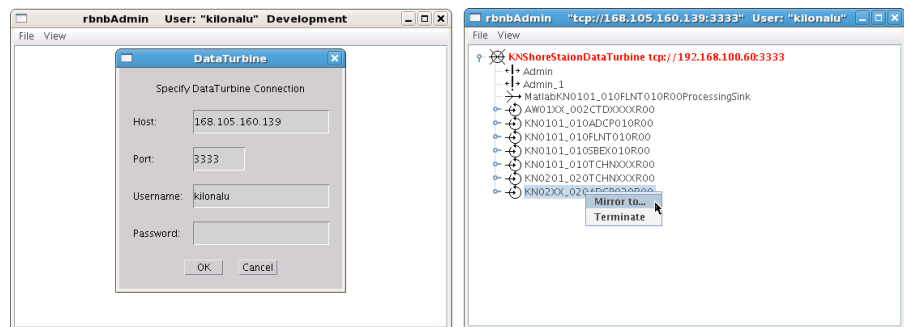 rbnbAdmin User: "kilonalu" Development
File View
DataTurbine
Specify DataTurbine Connection
Host: 168.105.160.139
Port: 3333
Username: kilonalu
Password:
OK Cancel
rbnbAdmin "tcp://168.105.160.139:3333" User: "kilonalu"
File View
KNShoreStaionDataTurbine tcp://192.168.100.60:3333
Admin
Admin_1
MatlabKN0101_010FLNT010R00ProcessingSink
AW01XX_002CTDXXXXR00
KN0101_010ADCP010R00
KN0101_010FLNT010R00
KN0101_010SBEX010R00
KN0101_010TCHNXXXR00
KN0201_020TCHNXXXR00
KN02XX_020ADCP020R00
Mirror to...
Terminate